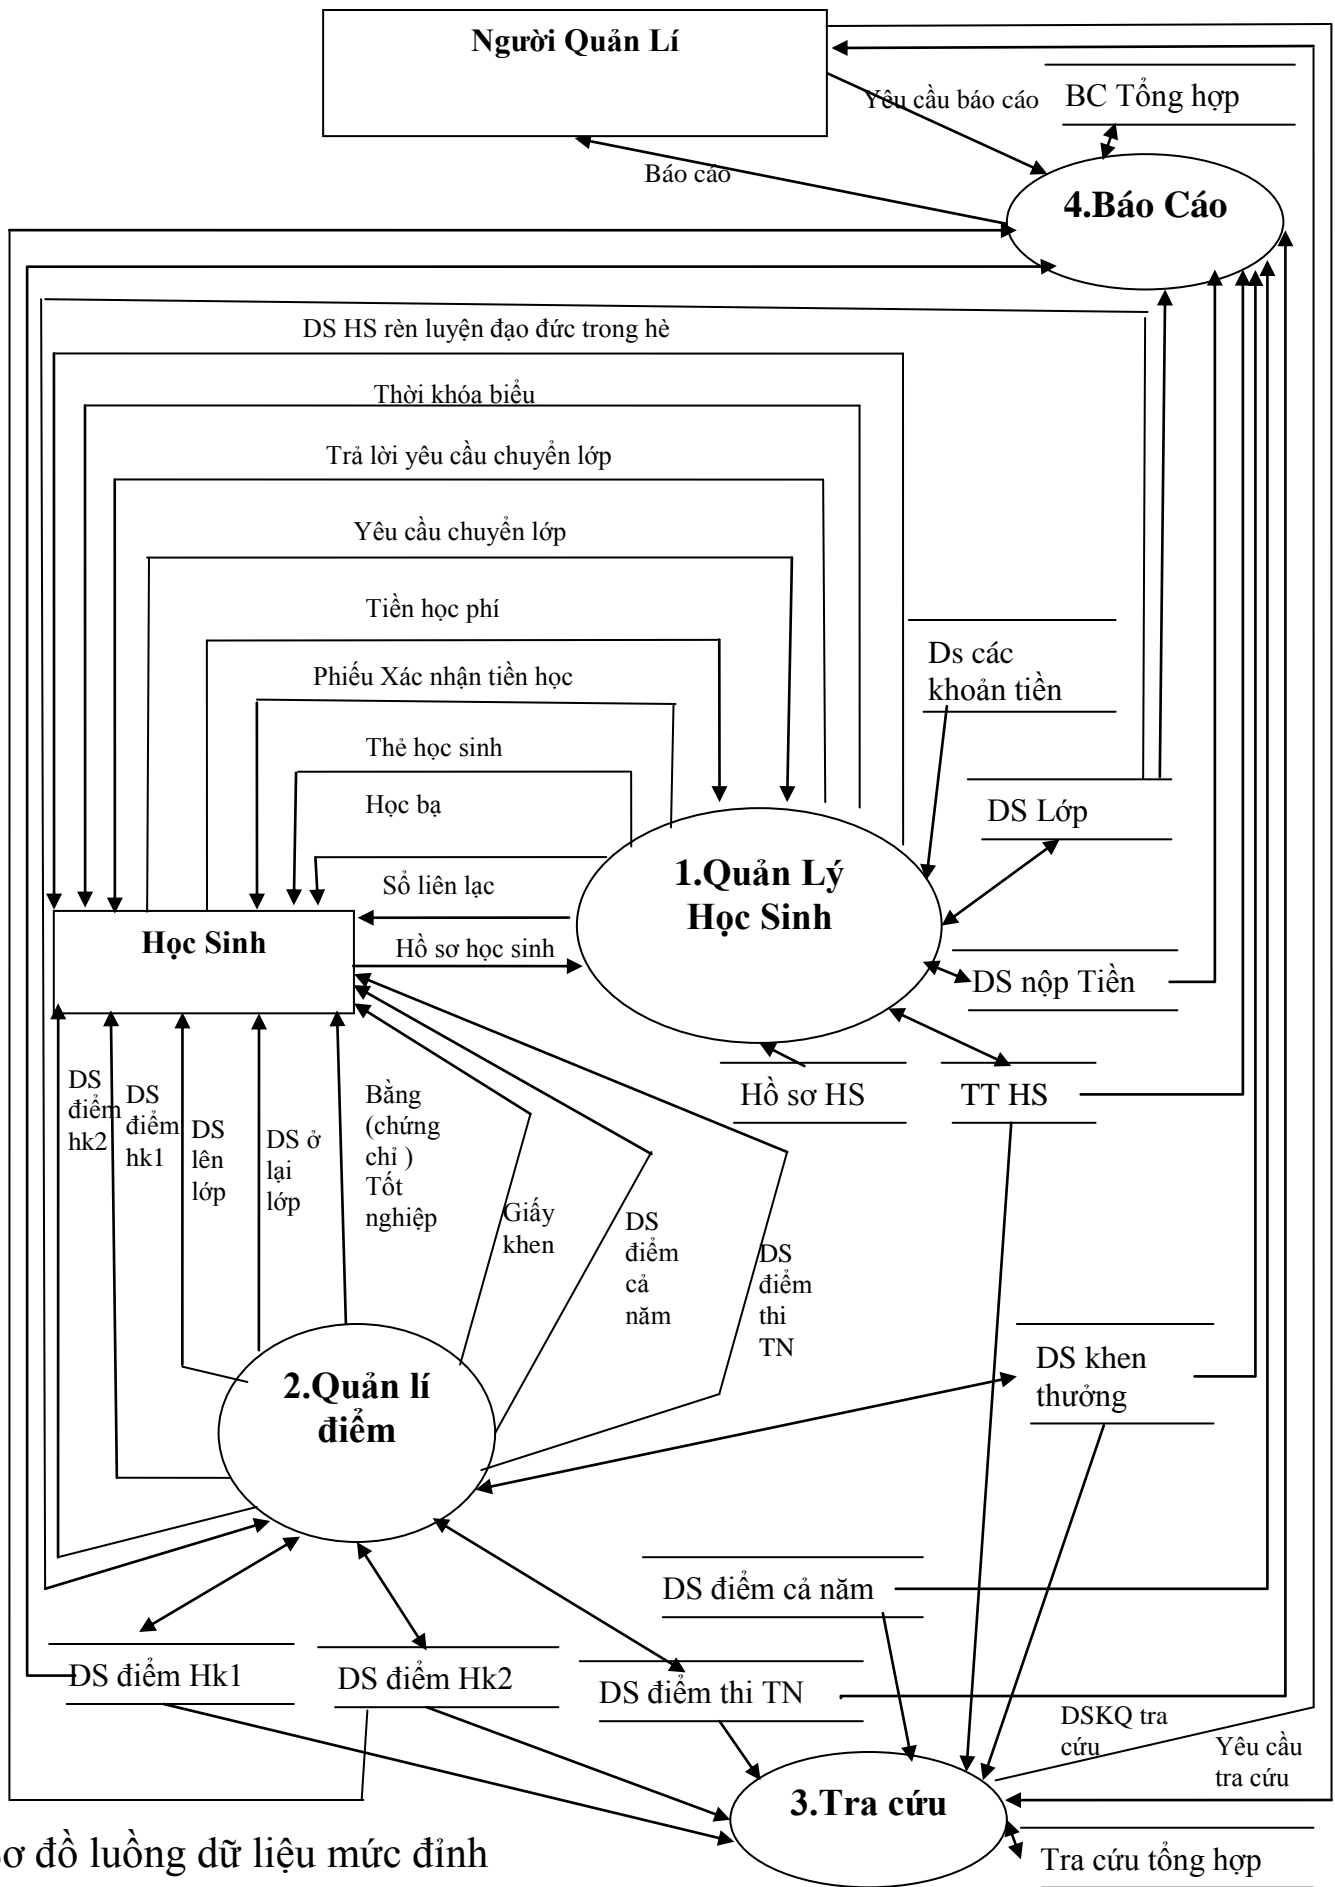 Người Quản Lí
Yêu cầu báo cáo
BC Tổng hợp
Báo cáo
4.Báo Cáo
DS HS rèn luyện đạo đức trong hè
Thời khóa biểu
Trả lời yêu cầu chuyển lớp
Yêu cầu chuyển lớp
Tiền học phí
Phiếu Xác nhận tiền học
Thẻ học sinh
Học bạ
Sổ liên lạc
Hồ sơ học sinh
Ds các
khoản tiền
DS Lớp
1.Quản Lý
Học Sinh
Học Sinh
DS nộp Tiền
Hồ sơ HS
TT HS
DS
điểm
hk2
DS
điểm
hk1
DS
lên
lớp
DS ở
lại
lớp
Bằng
(chứng
chỉ )
Tốt
nghiệp
Giấy
khen
DS
điểm
cả
năm
DS
điểm
thi
TN
DS khen
thưởng
2.Quản lí
điểm
DS điểm cả năm
DS điểm Hk1
DS điểm Hk2
DS điểm thi TN
DSKQ tra
cứu
Yêu cầu
tra cứu
3.Tra cứu
Tra cứu tổng hợp
ơ đồ luồng dữ liệu mức đỉnh